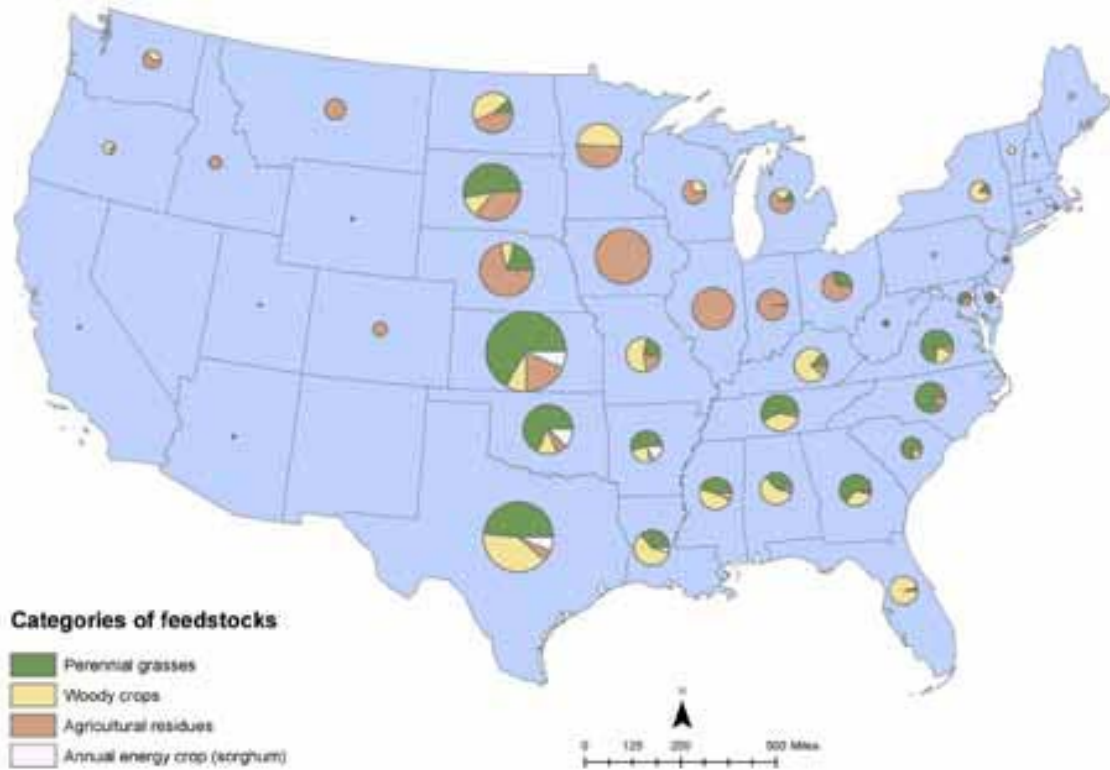 Categories of feedstocks
Perennial grasses
Woody crops
Agricultural residues
Annual energy crop (sorghum)
N
0 125 250 500 Miles